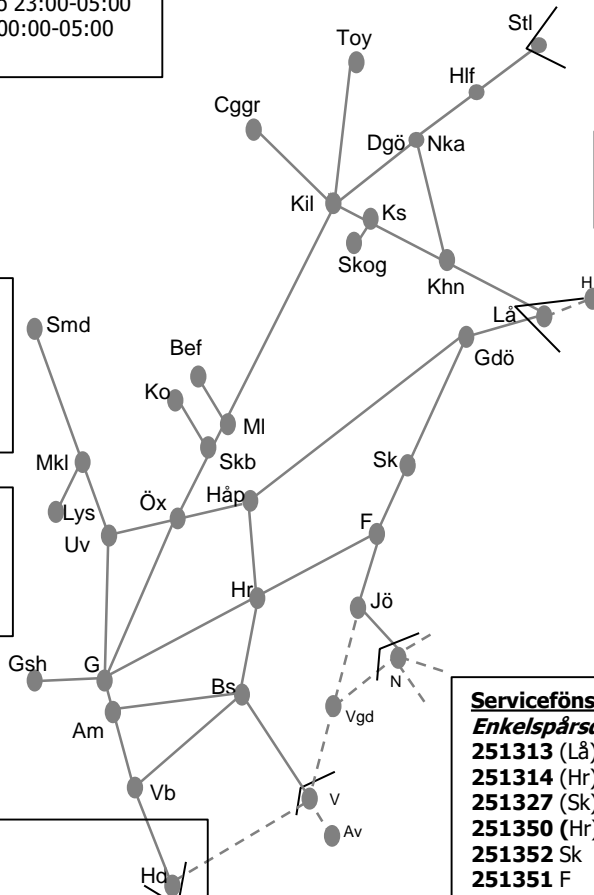 23:00-05:00
00:00-05:00
Stl
Toy
Hlf
Cggr
Dgö Nka
Kil
Ks
Skog
Khn
H
Lå
Smd
Gdö
Bef
Ko
Ml
Skb
Mkl
Sk
Öx
Håp
Lys
F
Uv
Hr
Jö
Gsh
G
Bs
N
Am
Vgd
Vb
V
Av
Hd
Serviceföns
Enkelspårsd
251313 (Lå)
251314 (Hr)
251327 (Sk)
251350 (Hr)
251352 Sk
251351 F